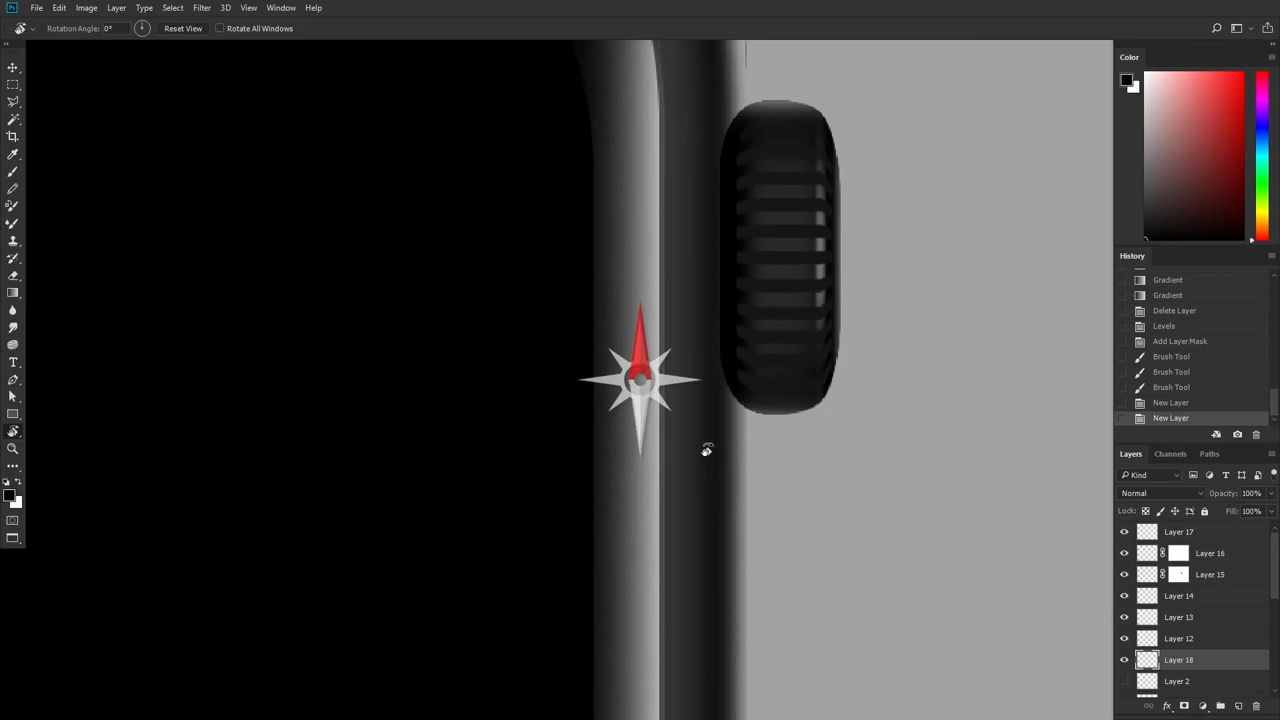 Ps File Edit Image Layer Type Select Filter 3D View Window Help
Rotation Angle: 0° Reset View Rotate All Windows
Color
History
Gradient
Gradient
Delete Layer
Levels
Add Layer Mask
Brush Tool
Brush Tool
Brush Tool
New Layer
New Layer
Layers Channels Paths
Kind
Normal Opacity: 100%
Lock: Fill: 100%
Layer 17
Layer 16
Layer 15
Layer 14
Layer 13
Layer 12
Layer 18
Layer 2